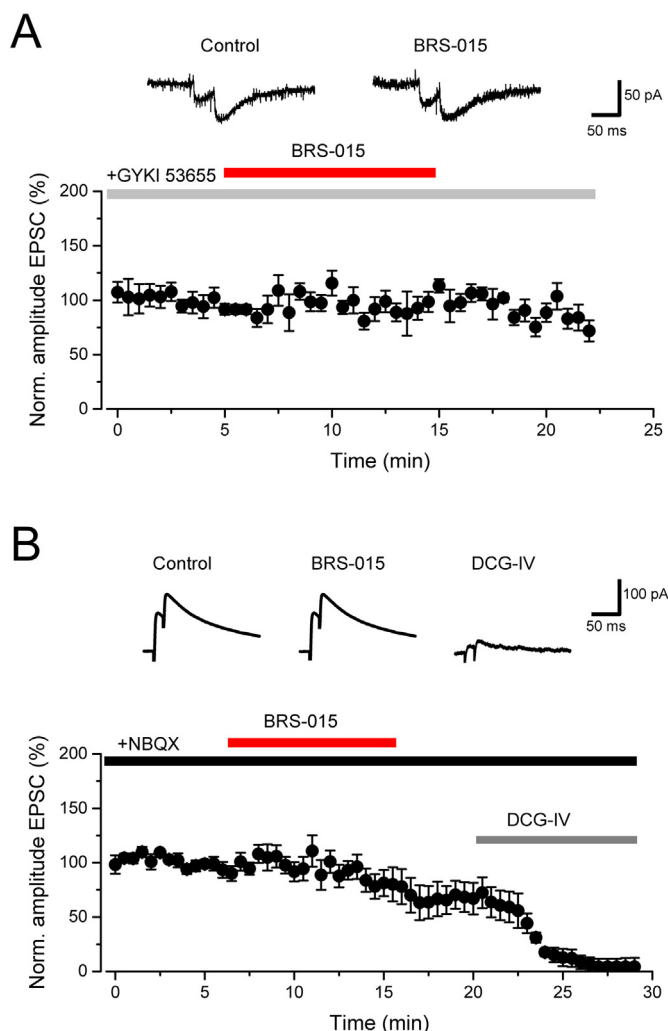 A
Control BRS-015
50 pA
50 ms
BRS-015
+GYKI 53655
200
150
100
50
0
Norm. amplitude EPSC (%)
0 5 10 15 20 25
Time (min)
B
Control BRS-015 DCG-IV
100 pA
50 ms
BRS-015
+NBQX
200
DCG-IV
150
100
50
0
Norm. amplitude EPSC (%)
0 5 10 15 20 25 30
Time (min)